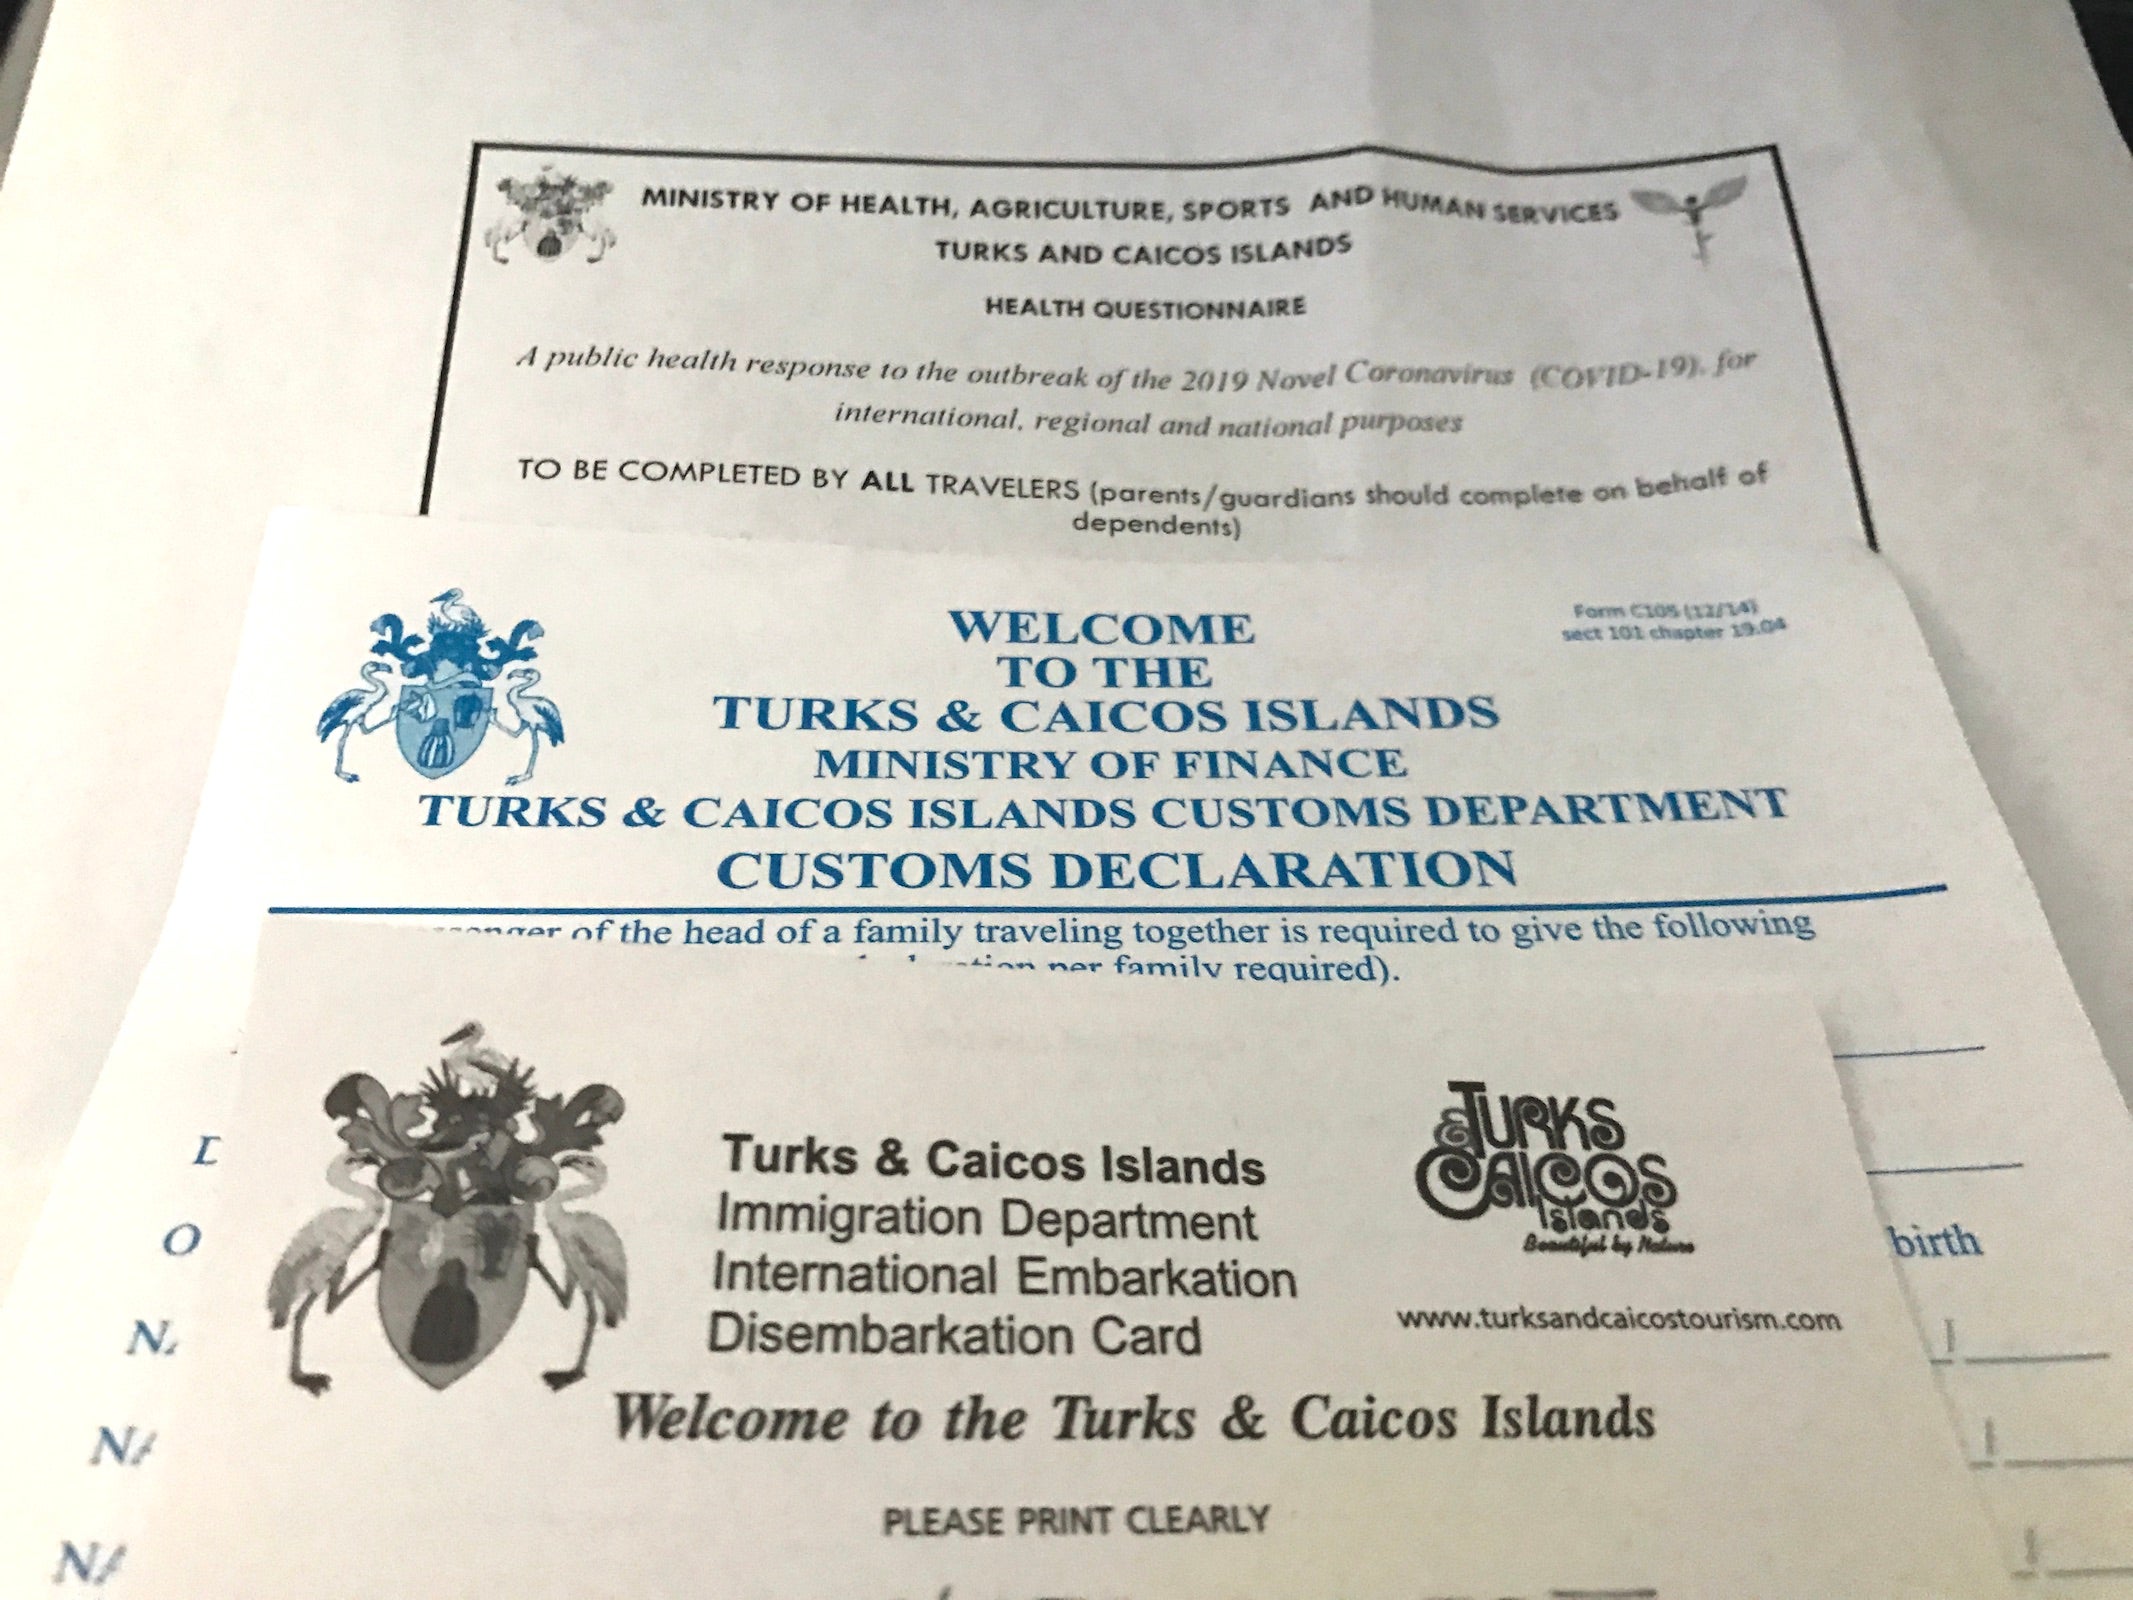 MINISTRY OF HEALTH, AGRICULTURE, SPORTS AND HUMAN SERVICES
TURKS AND CAICOS ISLANDS
HEALTH QUESTIONNAIRE
A public health response to the outbreak of the 2019 Novel Coronavirus (COVID-19), for
international, regional and national purposes
TO BE COMPLETED BY ALL TRAVELERS (parents/guardians should complete on behalf of
dependents)
Form C105 (12/14)
sect 101 chapter 19.04
WELCOME
TO THE
TURKS & CAICOS ISLANDS
MINISTRY OF FINANCE
TURKS & CAICOS ISLANDS CUSTOMS DEPARTMENT
CUSTOMS DECLARATION
of the head of a family traveling together is required to give the following
per family required).
birth
Turks & Caicos Islands
Immigration Department
International Embarkation
Disembarkation Card
TURKS
& CAICOS
Islands
Beautiful by Nature
www.turksandcaicostourism.com
Welcome to the Turks & Caicos Islands
PLEASE PRINT CLEARLY